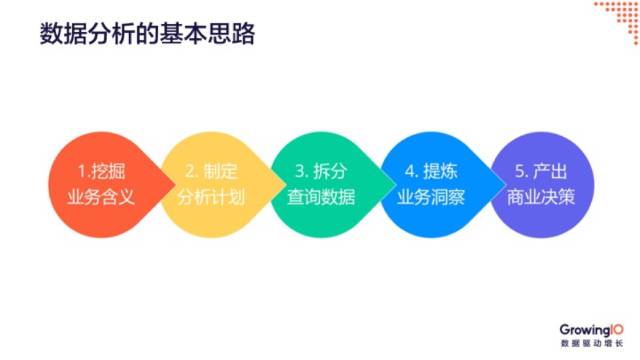 数据分析的基本思路
1.挖掘
业务含义
2. 制定
分析计划
3. 拆分
查询数据
4. 提炼
业务洞察
5. 产出
商业决策
GrowingIO
数据驱动增长